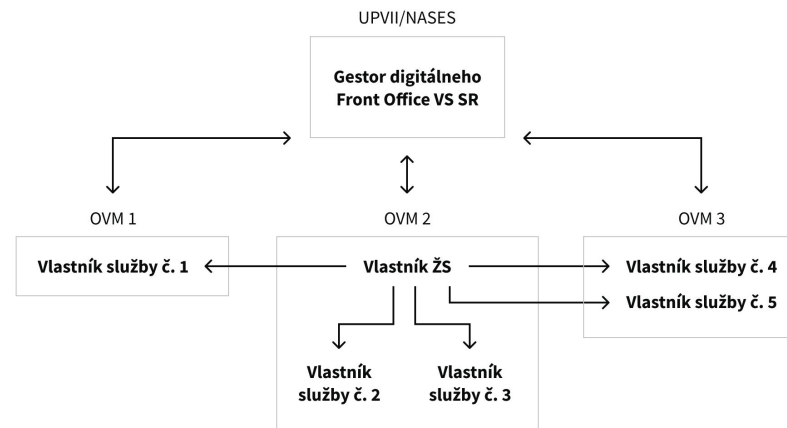 UPVII/NASES
Gestor digitálneho
Front Office VS SR
OVM 1
OVM 2
OVM 3
Vlastník služby č. 1
Vlastník ŽS
Vlastník služby č. 4
Vlastník služby č. 5
Vlastník
služby č. 2
Vlastník
služby č. 3